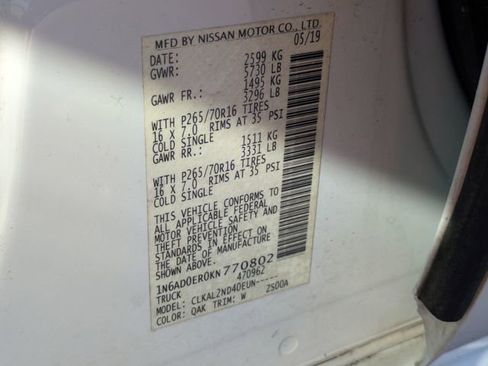 MFD BY NISSAN MOTOR CO., LTD.
DATE: 05/19
GVWR: 2599 KG
5730 LB
GAWR FR.: 1495 KG
3296 LB
WITH P265/70R16 TIRES
16 X 7.0 RIMS AT 35 PSI
COLD SINGLE
GAWR RR.: 1511 KG
3331 LB
WITH P265/70R16 TIRES
16 X 7.0 RIMS AT 35 PSI
COLD SINGLE
THIS VEHICLE CONFORMS TO
ALL APPLICABLE FEDERAL
MOTOR VEHICLE SAFETY AND
THEFT PREVENTION
STANDARDS IN EFFECT ON
THE DATE OF MANUFACTURE
SHOWN ABOVE.
1N6AD0ER0KN 770802
TRUCK 470962
MODEL: CLKAL2ND40EUN-----
COLOR: QAK TRIM: W 2500A